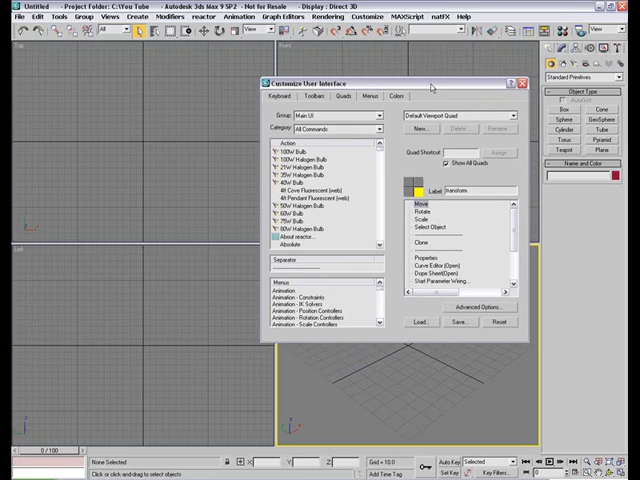 Untitled - Project Folder: C:\You Tube - Autodesk 3ds Max 9 SP2 - Not for Resale - Display : Direct 3D
File Edit Tools Group Views Create Modifiers reactor Animation Graph Editors Rendering Customize MAXScript natFX Help
All View View
Top Front
Left
Customize User Interface
Keyboard Toolbars Quads Menus Colors
Group: Main UI
Category: All Commands
Action
100W Bulb
100W Halogen Bulb
21W Halogen Bulb
35W Halogen Bulb
40W Bulb
4ft Cove Fluorescent (web)
4ft Pendant Fluorescent (web)
50W Halogen Bulb
60W Bulb
75W Bulb
80W Halogen Bulb
About reactor...
Absolute
Separator
Menus
Animation
Animation - Constraints
Animation - IK Solvers
Animation - Position Controllers
Animation - Rotation Controllers
Animation - Scale Controllers
Default Viewport Quad
New... Delete... Rename...
Quad Shortcut: Assign
Show All Quads
Label: transform
Move
Rotate
Scale
Select Object
Clone
Properties
Curve Editor (Open)
Dope Sheet(Open)
Start Parameter Wiring...
Advanced Options...
Load... Save... Reset
Standard Primitives
Object Type
AutoGrid
Box Cone
Sphere GeoSphere
Cylinder Tube
Torus Pyramid
Teapot Plane
Name and Color
0 / 100
None Selected X: Y: Z: Grid = 10.0 Auto Key Selected
Click or click-and-drag to select objects Add Time Tag Set Key Key Filters... 0